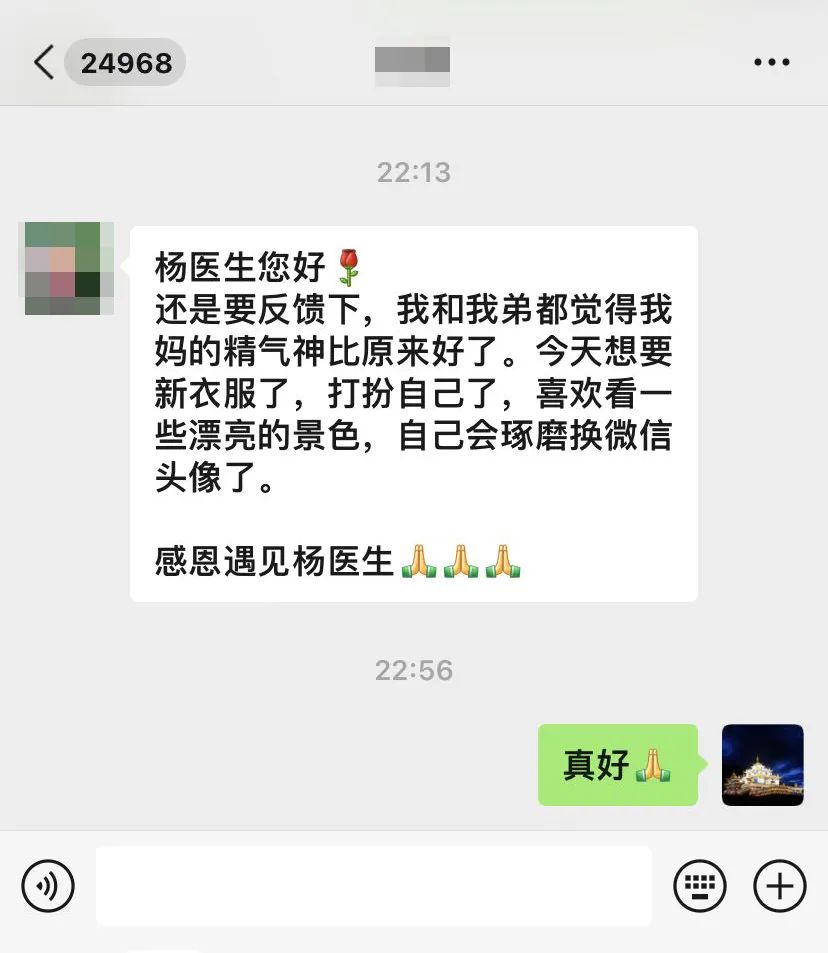 24968
22:13
杨医生您好🌹
还是要反馈下，我和我弟都觉得我
妈的精气神比原来好了。今天想要
新衣服了，打扮自己了，喜欢看一
些漂亮的景色，自己会琢磨换微信
头像了。
感恩遇见杨医生🙏🙏🙏
22:56
真好🙏